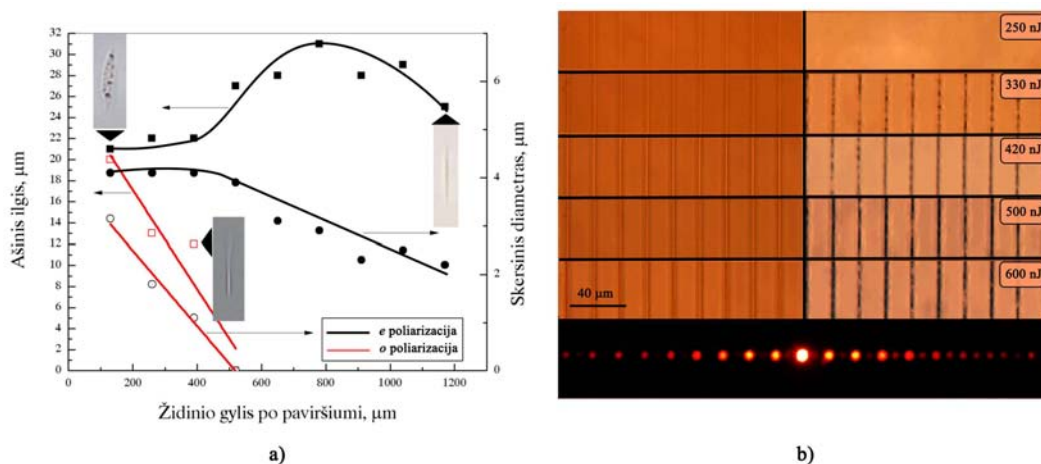 32
30
28
26
24
22
20
18
16
14
12
10
8
6
4
2
0
Ašinis ilgis, µm
0 200 400 600 800 1000 1200
Židinio gylis po paviršiumi, µm
6
4
2
0
Skersinis diametras, µm
e poliarizacija
o poliarizacija
a)
250 nJ
330 nJ
420 nJ
500 nJ
600 nJ
40 µm
b)